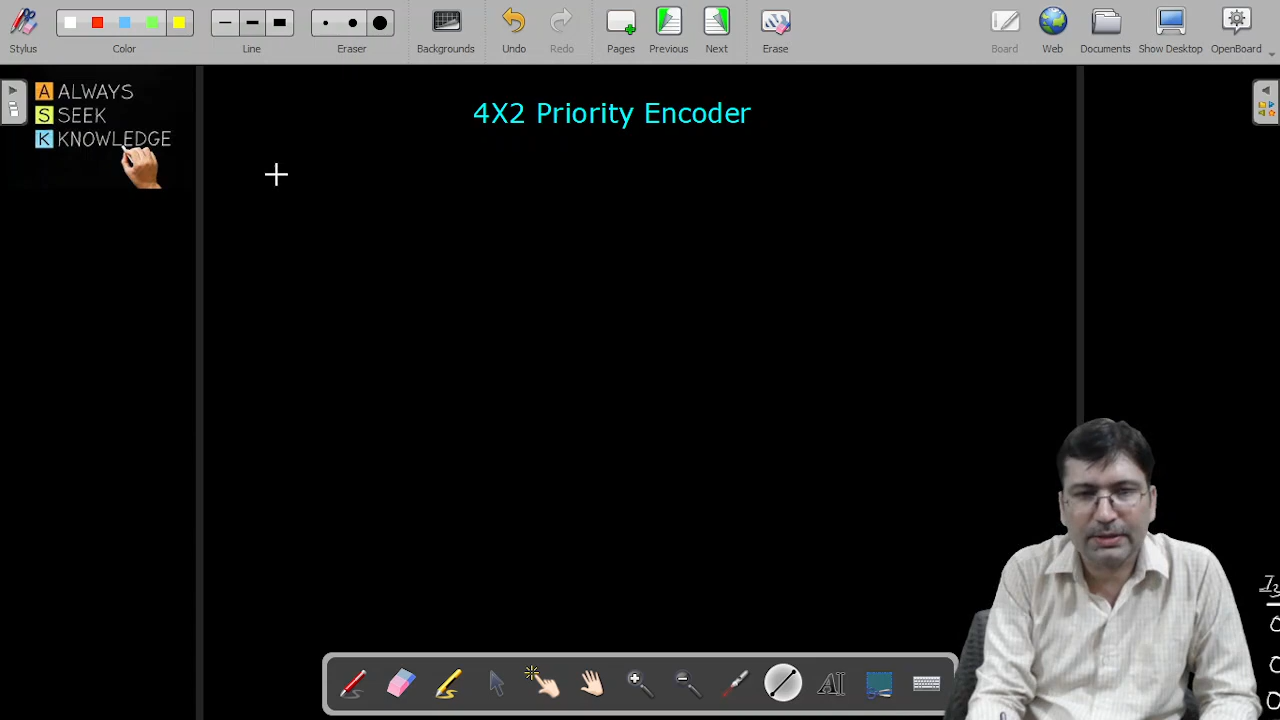 Stylus Color Line Eraser Backgrounds Undo Redo Pages Previous Next Erase Board Web Documents Show Desktop OpenBoard
A ALWAYS
S SEEK
K KNOWLEDGE
4X2 Priority Encoder
AI